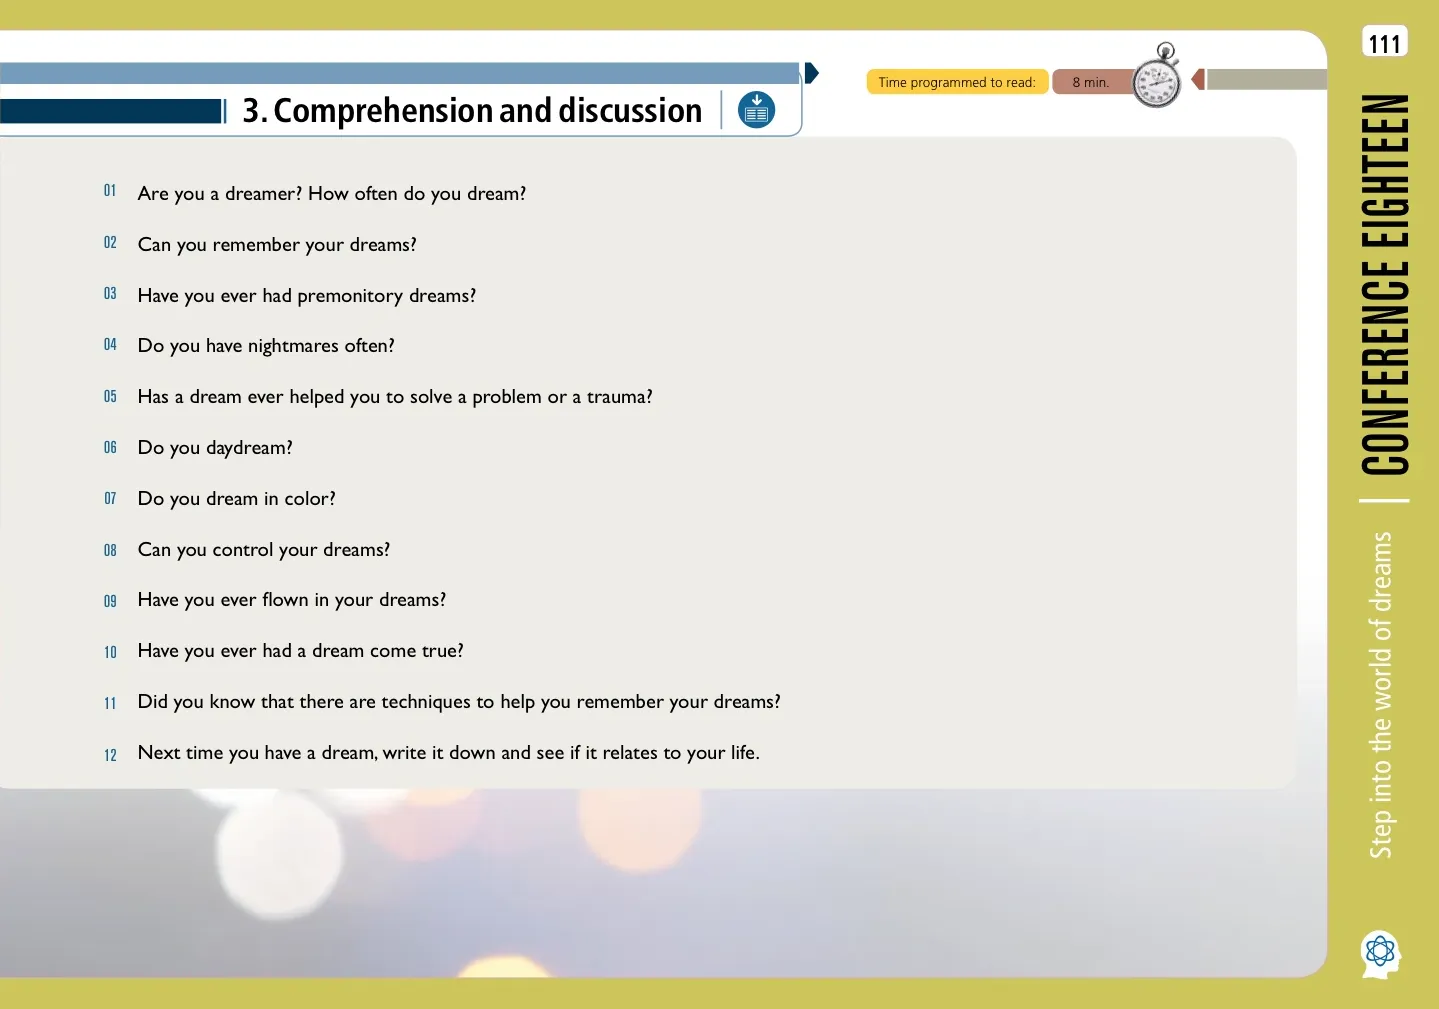 111
Time programmed to read:
8 min.
3. Comprehension and discussion
01 Are you a dreamer? How often do you dream?
02 Can you remember your dreams?
03 Have you ever had premonitory dreams?
04 Do you have nightmares often?
05 Has a dream ever helped you to solve a problem or a trauma?
06 Do you daydream?
07 Do you dream in color?
08 Can you control your dreams?
09 Have you ever flown in your dreams?
10 Have you ever had a dream come true?
11 Did you know that there are techniques to help you remember your dreams?
12 Next time you have a dream, write it down and see if it relates to your life.
Step into the world of dreams | CONFERENCE EIGHTEEN